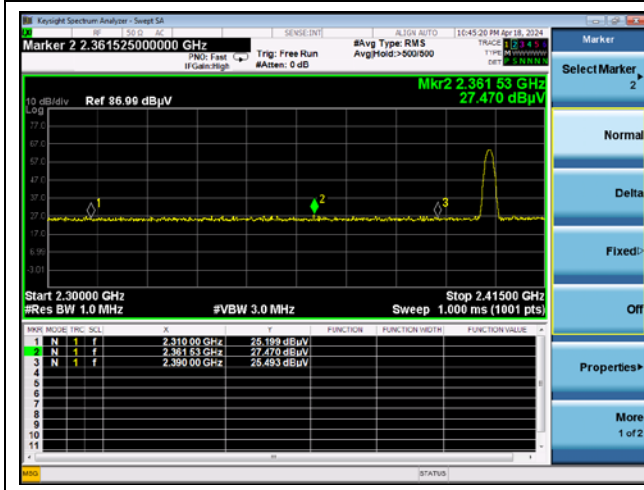 Keysight Spectrum Analyzer - Swept SA
RF 50 Ω AC SENSE:INT ALIGN AUTO 10:45:20 PM Apr 18, 2024
Marker 2 2.361525000000 GHz
PNO: Fast
IFGain:High
Trig: Free Run
#Atten: 0 dB
#Avg Type: RMS
Avg|Hold:>500/500
TRACE 1 2 3 4 5 6
TYPE
DET P S N N N N
Mkr2 2.361 53 GHz
27.470 dBµV
10 dB/div Ref 86.99 dBµV
Log
77.0
67.0
57.0
47.0
37.0
27.0
17.0
6.99
-3.01
1
2
3
Start 2.30000 GHz Stop 2.41500 GHz
#Res BW 1.0 MHz #VBW 3.0 MHz Sweep 1.000 ms (1001 pts)
MKR MODE TRC SCL X Y FUNCTION FUNCTION WIDTH FUNCTION VALUE
1 N 1 f 2.310 00 GHz 25.199 dBµV
2 N 1 f 2.361 53 GHz 27.470 dBµV
3 N 1 f 2.390 00 GHz 25.493 dBµV
4
5
6
7
8
9
10
11
MSG STATUS
Marker
Select Marker
2
Normal
Delta
Fixed
Off
Properties
More
1 of 2